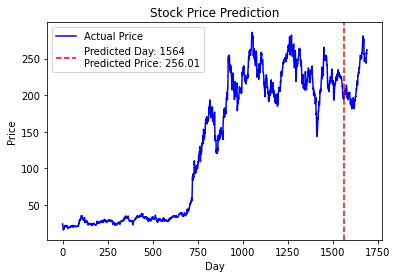 Stock Price Prediction
Actual Price
Predicted Day: 1564
Predicted Price: 256.01
Price
250
200
150
100
50
0
250
500
750
1000
1250
1500
1750
Day